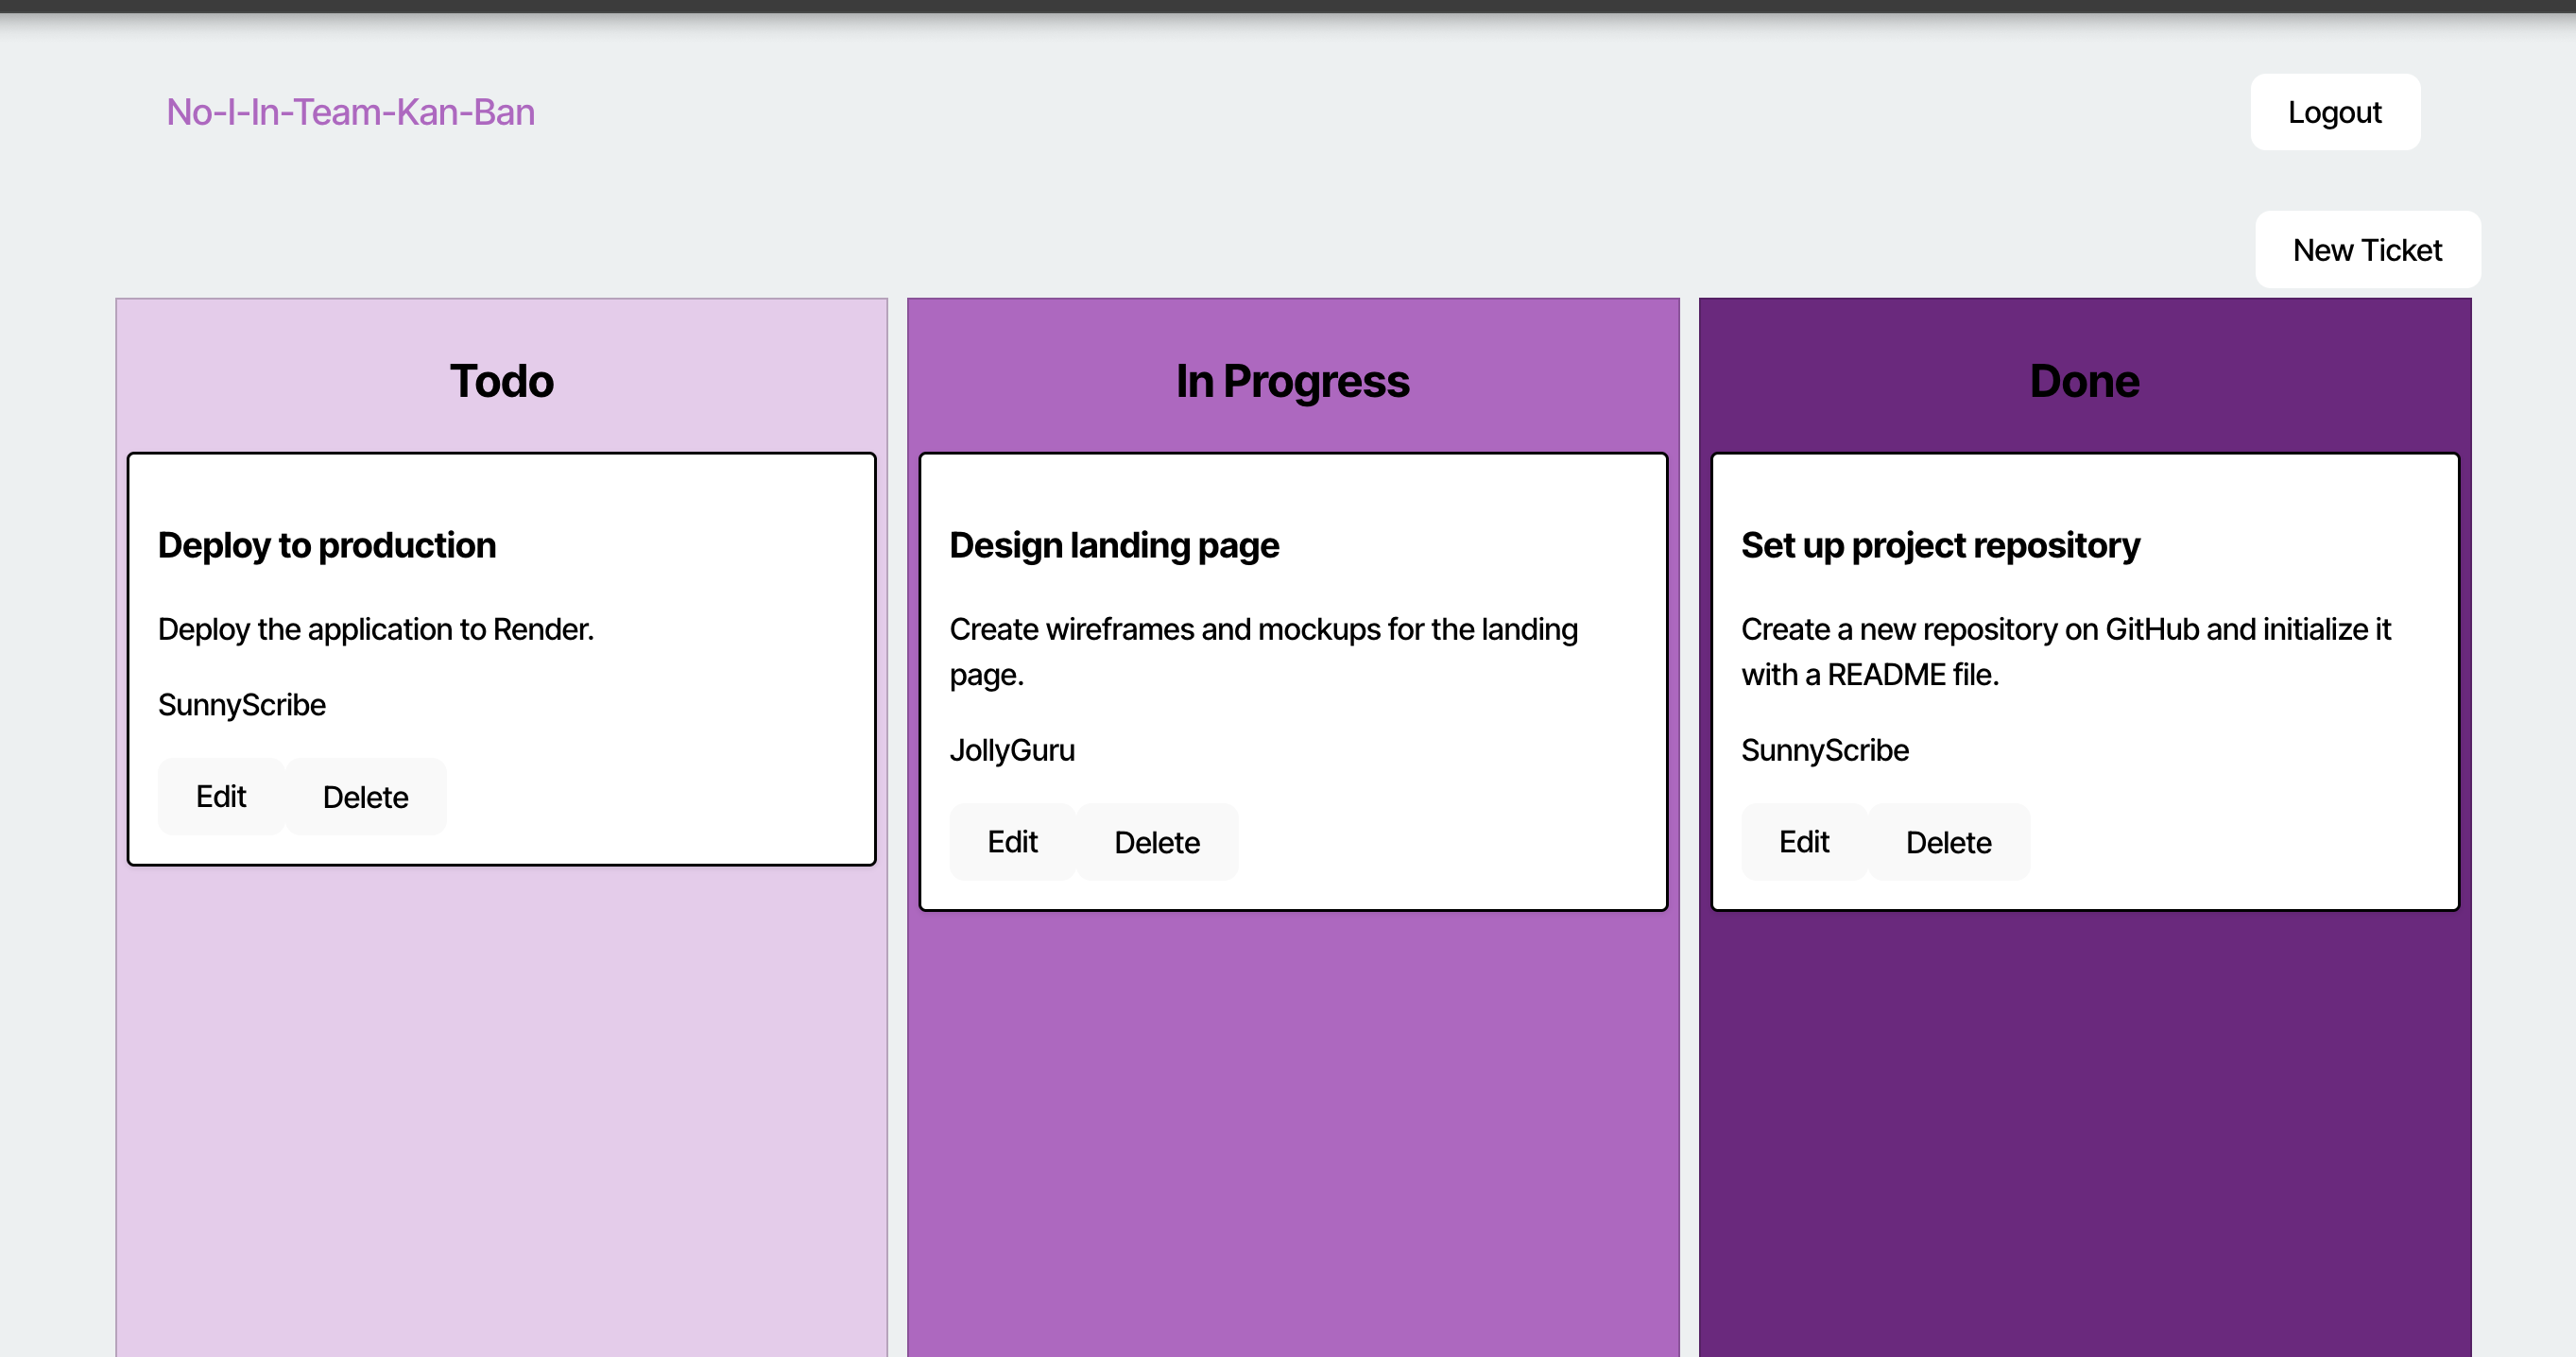 No-I-In-Team-Kan-Ban
Logout
New Ticket
Todo
Deploy to production
Deploy the application to Render.
SunnyScribe
Edit
Delete
In Progress
Design landing page
Create wireframes and mockups for the landing
page.
JollyGuru
Edit
Delete
Done
Set up project repository
Create a new repository on GitHub and initialize it
with a README file.
SunnyScribe
Edit
Delete